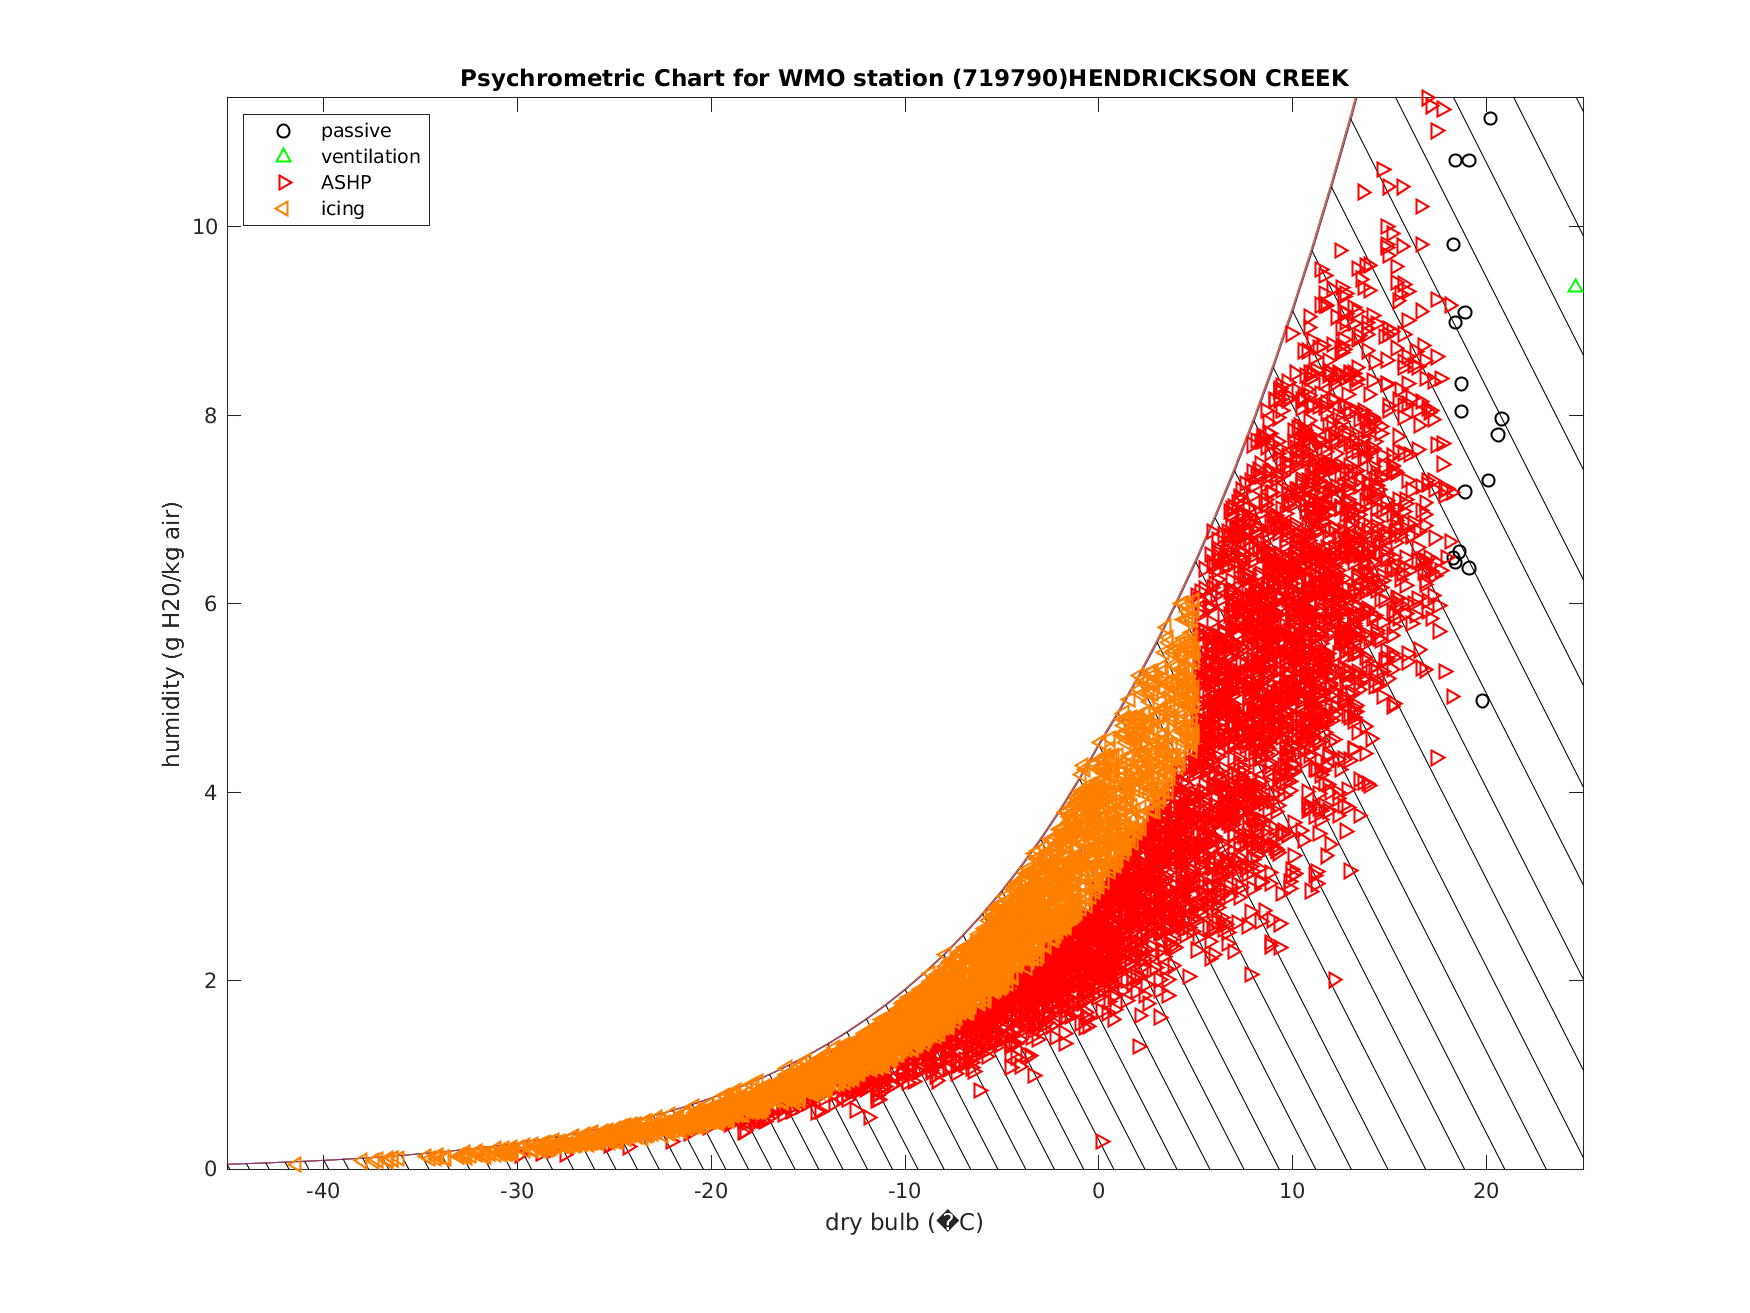 Psychrometric Chart for WMO station (719790)HENDRICKSON CREEK
passive
ventilation
ASHP
icing
10
8
6
4
2
0
humidity (g H20/kg air)
-40 -30 -20 -10 0 10 20
dry bulb (�C)